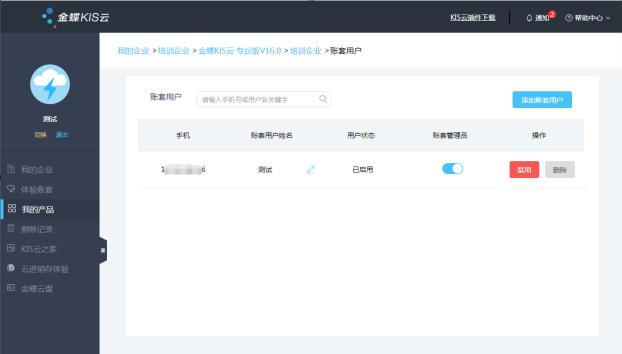 金蝶KIS云
KIS云插件下载
通知 2
帮助中心
我的企业 >培训企业 >金蝶KIS云·专业版V16.0 >培训企业 >账套用户
测试
切换 退出
我的企业
体验账套
我的产品
删除记录
KIS云之家
云进销存体验
金蝶云盘
账套用户
请输入手机号或用户名关键字
添加账套用户
手机 账套用户姓名 用户状态 账套管理员 操作
1 6 测试 已启用 禁用 删除